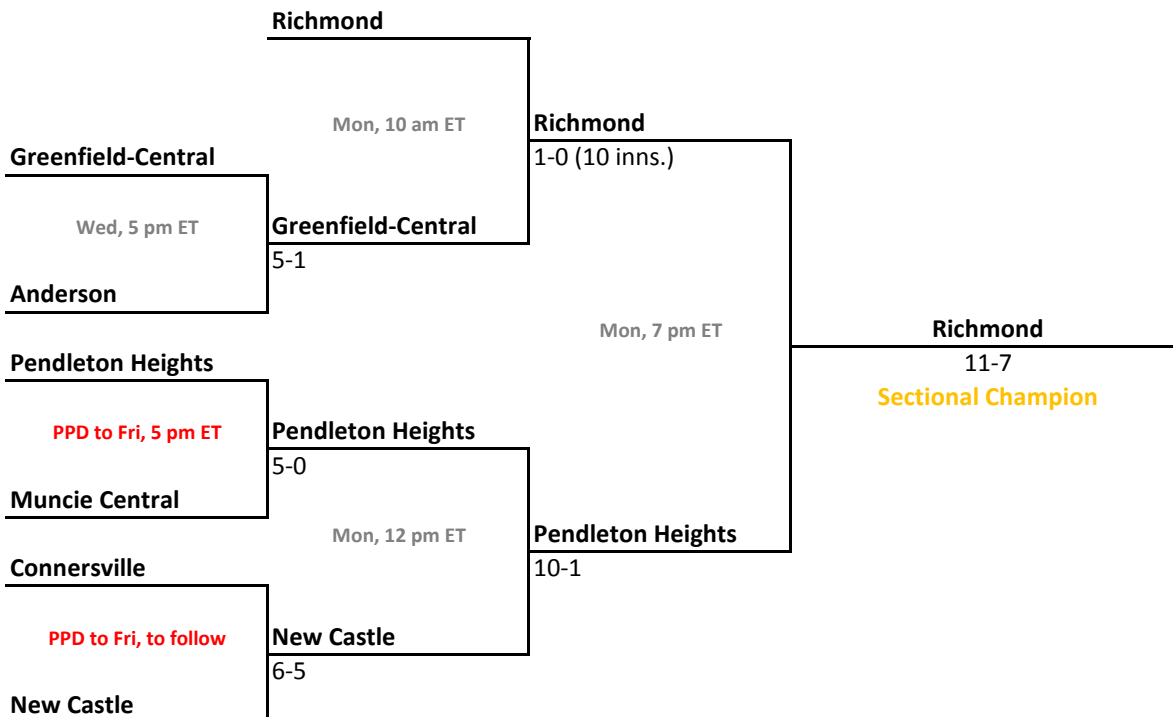 Richmond
Mon, 10 am ET
Richmond
1-0 (10 inns.)
Greenfield-Central
Wed, 5 pm ET
Greenfield-Central
5-1
Anderson
Mon, 7 pm ET
Richmond
11-7
Sectional Champion
Pendleton Heights
PPD to Fri, 5 pm ET
Pendleton Heights
5-0
Muncie Central
Mon, 12 pm ET
Pendleton Heights
10-1
Connersville
PPD to Fri, to follow
New Castle
6-5
New Castle